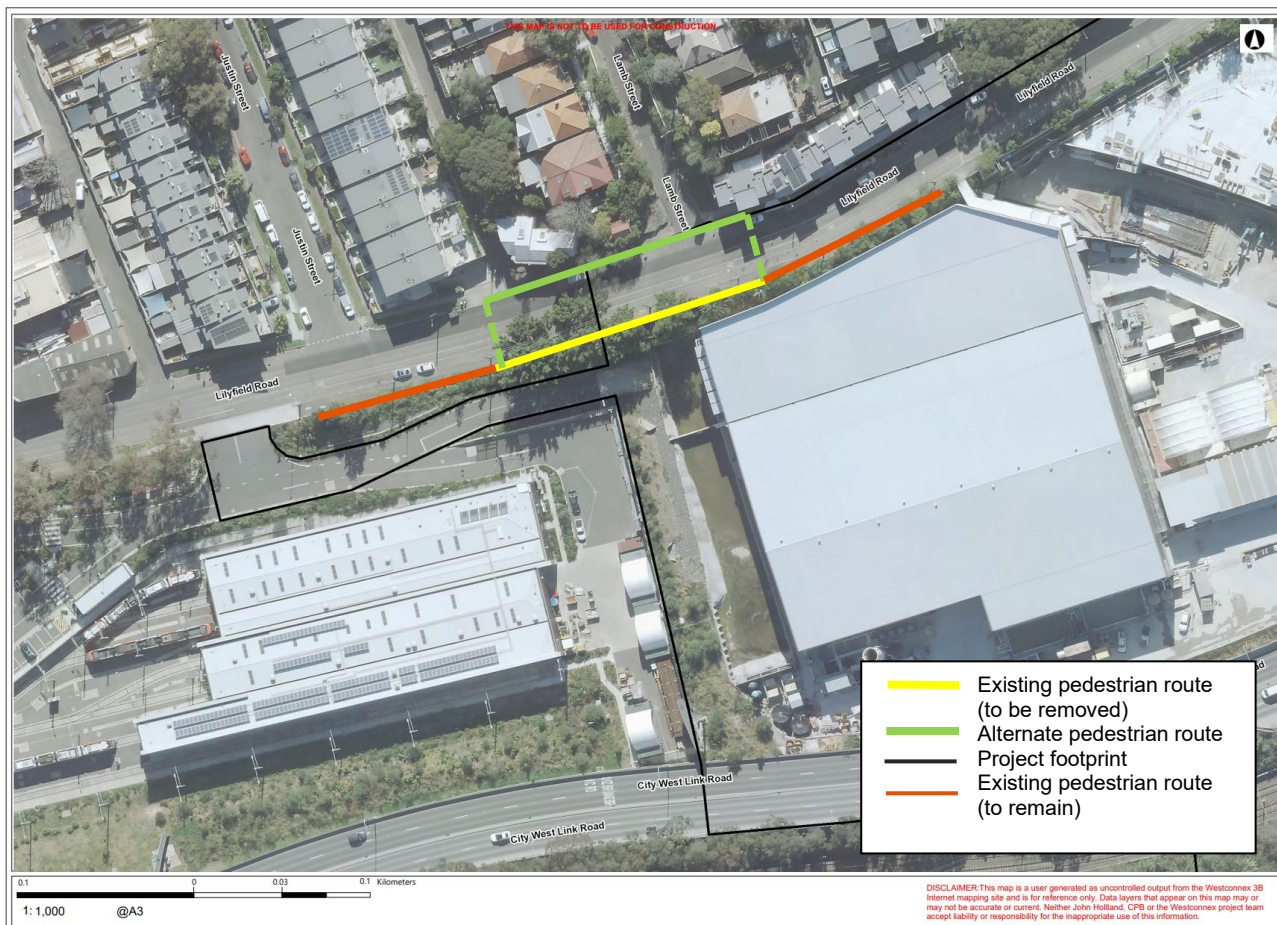 THIS MAP IS NOT TO BE USED FOR CONSTRUCTION
Justin Street
Lamb Street
Lilyfield Road
Lamb Street
Lilyfield Road
Justin Street
Lilyfield Road
City West Link Road
City West Link Road
Existing pedestrian route
(to be removed)
Alternate pedestrian route
Project footprint
Existing pedestrian route
(to remain)
0.1
0
0.03
0.1 Kilometers
1: 1,000 @A3
DISCLAIMER:This map is a user generated as uncontrolled output from the Westconnex 3B
Internet mapping site and is for reference only. Data layers that appear on this map may or
may not be accurate or current. Neither John Hollland, CPB or the Westconnex project team
accept liability or responsibility for the inappropriate use of this information.